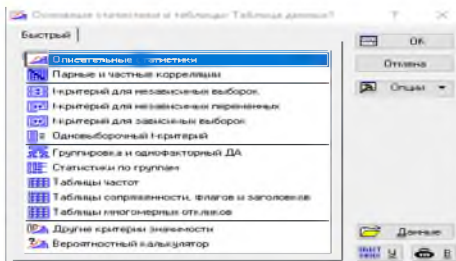 Основные статистики и таблицы: Таблица данных1
? ×
Быстрый
ОК
Описательные статистики
Отмена
Парные и частные корреляции
Опции
t-критерий для независимых выборок
t-критерий для независимых переменных
t-критерий для зависимых выборок
Одновыборочный t-критерий
Группировка и однофакторный ДА
Статистики по группам
Таблицы частот
Таблицы сопряженности, флагов и заголовков
Таблицы многомерных откликов
Другие критерии значимости
Данные
Вероятностный калькулятор
У В